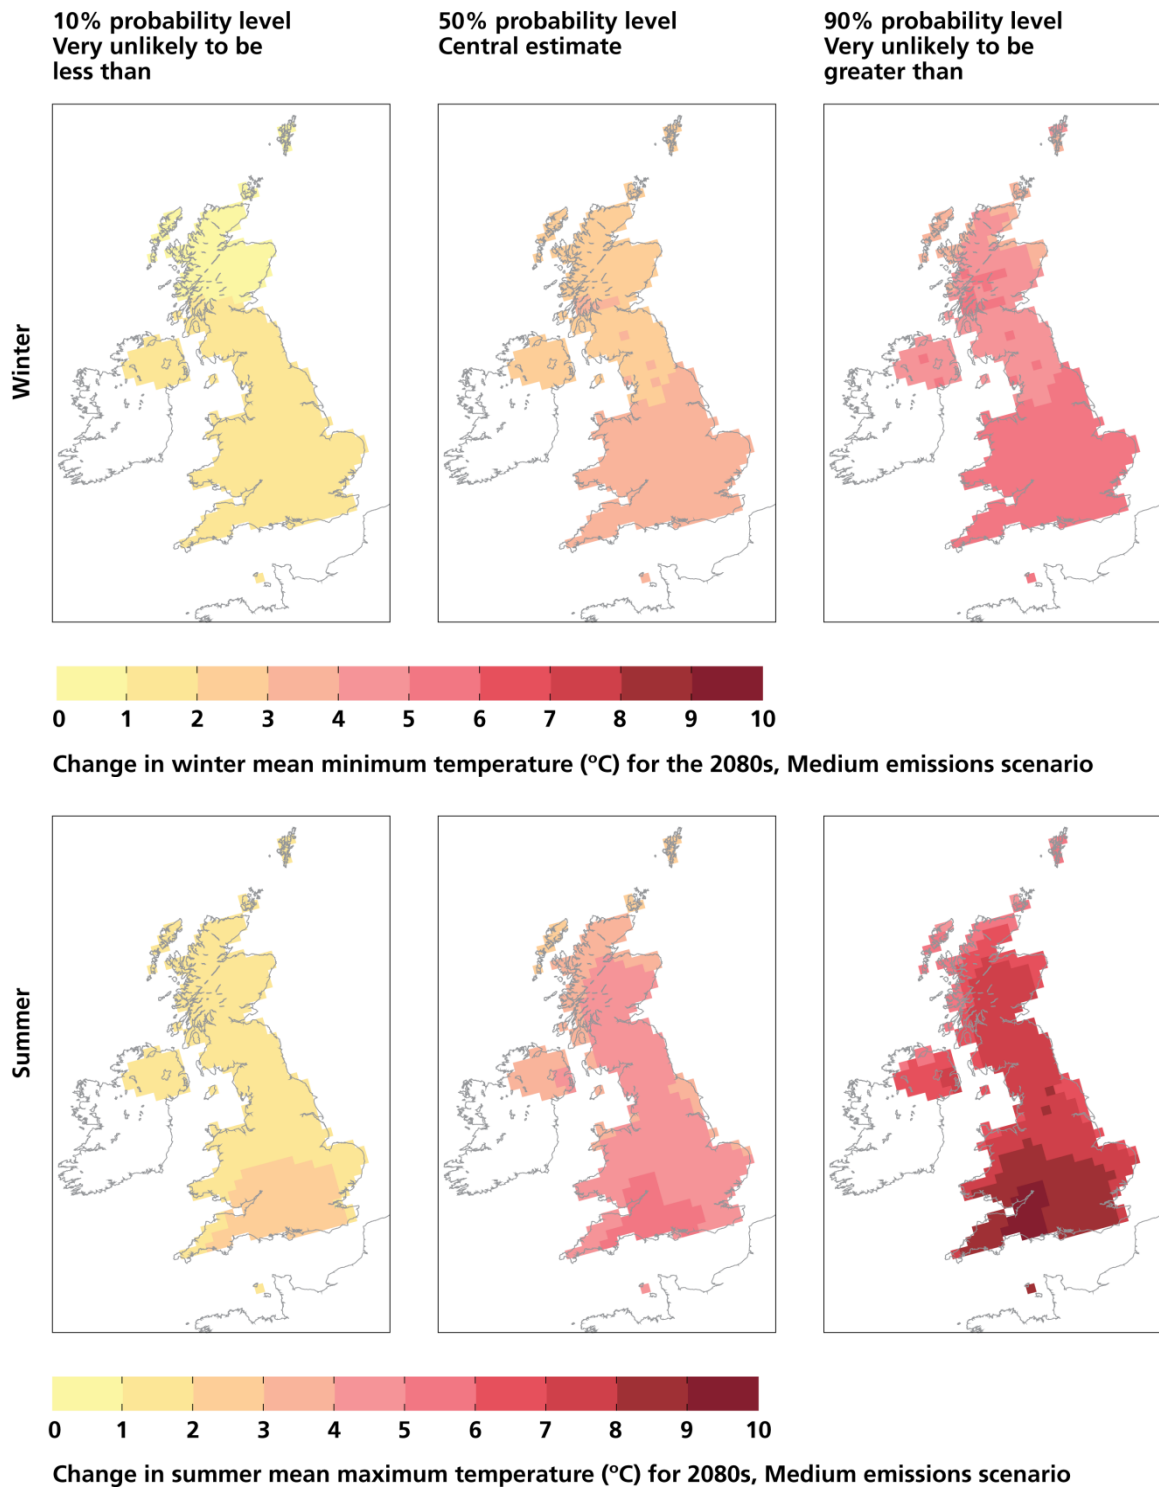 10% probability level
Very unlikely to be
less than
50% probability level
Central estimate
90% probability level
Very unlikely to be
greater than
Winter
0 1 2 3 4 5 6 7 8 9 10
Change in winter mean minimum temperature (ºC) for the 2080s, Medium emissions scenario
Summer
0 1 2 3 4 5 6 7 8 9 10
Change in summer mean maximum temperature (ºC) for 2080s, Medium emissions scenario